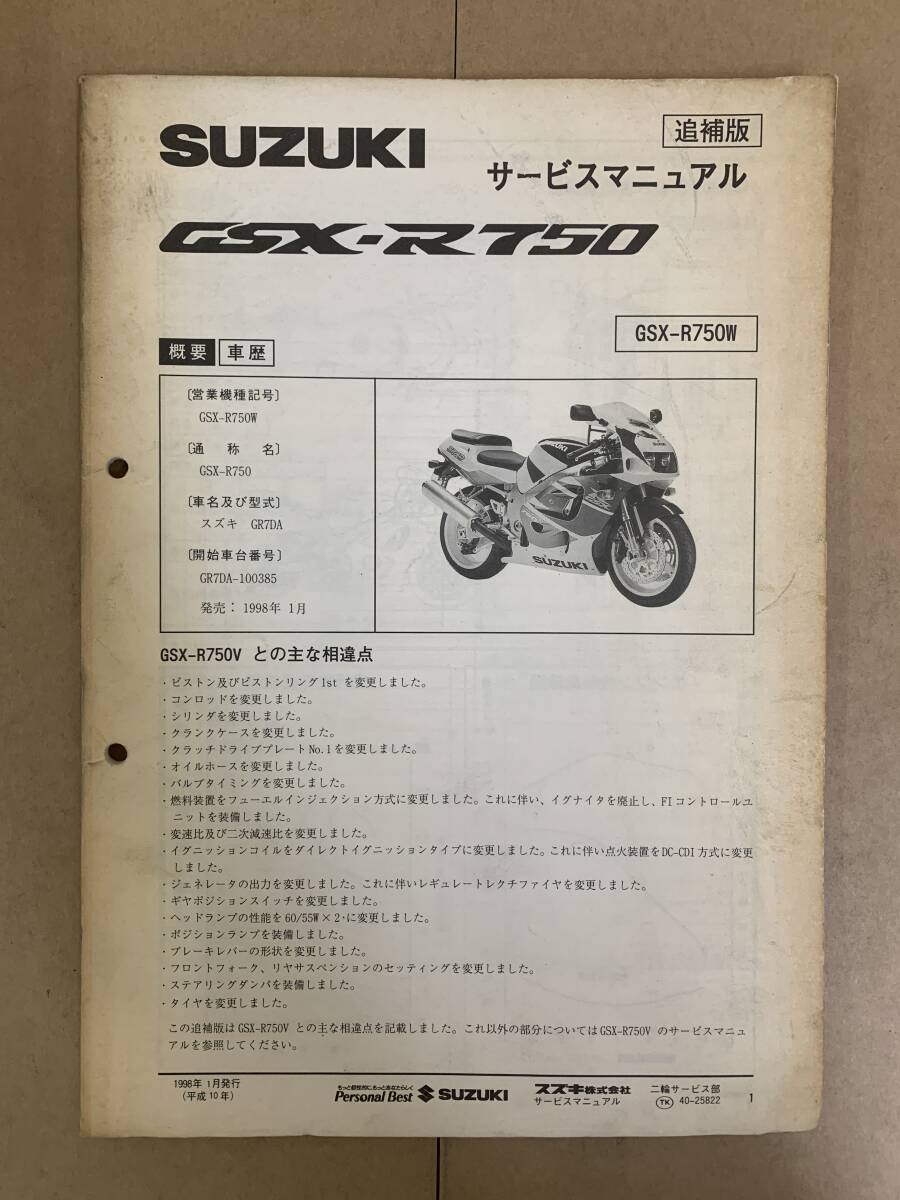 SUZUKI
追補版
サービスマニュアル
GSX-R750
GSX-R750W
概要 車歴
〔営業機種記号〕
GSX-R750W
〔通称名〕
GSX-R750
〔車名及び型式〕
スズキ GR7DA
〔開始車台番号〕
GR7DA-100385
発売： 1998年 1月
SUZUKI
SUZUKI
SUZUKI
GSX-R750V との主な相違点
・ピストン及びピストンリング1st を変更しました。
・コンロッドを変更しました。
・シリンダを変更しました。
・クランクケースを変更しました。
・クラッチドライブプレートNo.1を変更しました。
・オイルホースを変更しました。
・バルブタイミングを変更しました。
・燃料装置をフューエルインジェクション方式に変更しました。これに伴い、イグナイタを廃止し、FIコントロールユ
ニットを装備しました。
・変速比及び二次減速比を変更しました。
・イグニッションコイルをダイレクトイグニッションタイプに変更しました。これに伴い点火装置をDC-CDI方式に変更
しました。
・ジェネレータの出力を変更しました。これに伴いレギュレートレクチファイヤを変更しました。
・ギヤポジションスイッチを変更しました。
・ヘッドランプの性能を60/55W×2・に変更しました。
・ポジションランプを装備しました。
・ブレーキレバーの形状を変更しました。
・フロントフォーク、リヤサスペンションのセッティングを変更しました。
・ステアリングダンパを装備しました。
・タイヤを変更しました。
この追補版はGSX-R750V との主な相違点を記載しました。これ以外の部分についてはGSX-R750V のサービスマニュ
アルを参照してください。
1998年 1月発行
（平成10年）
もっと個性的に、もっとあなたらしく
Personal Best SUZUKI
スズキ株式会社
サービスマニュアル
二輪サービス部
TK 40-25822
1